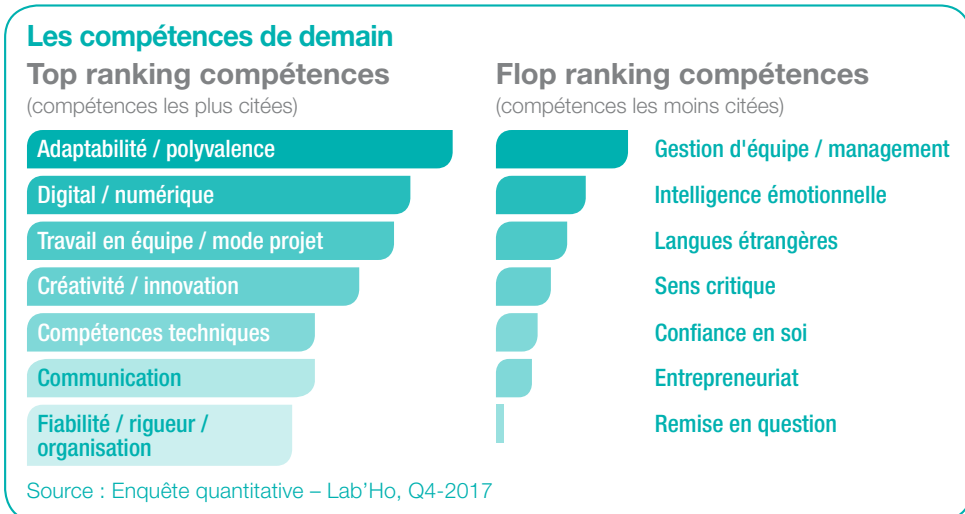 Les compétences de demain
Top ranking compétences
(compétences les plus citées)
Adaptabilité / polyvalence
Digital / numérique
Travail en équipe / mode projet
Créativité / innovation
Compétences techniques
Communication
Fiabilité / rigueur /
organisation
Flop ranking compétences
(compétences les moins citées)
Gestion d'équipe / management
Intelligence émotionnelle
Langues étrangères
Sens critique
Confiance en soi
Entrepreneuriat
Remise en question
Source : Enquête quantitative – Lab’Ho, Q4-2017